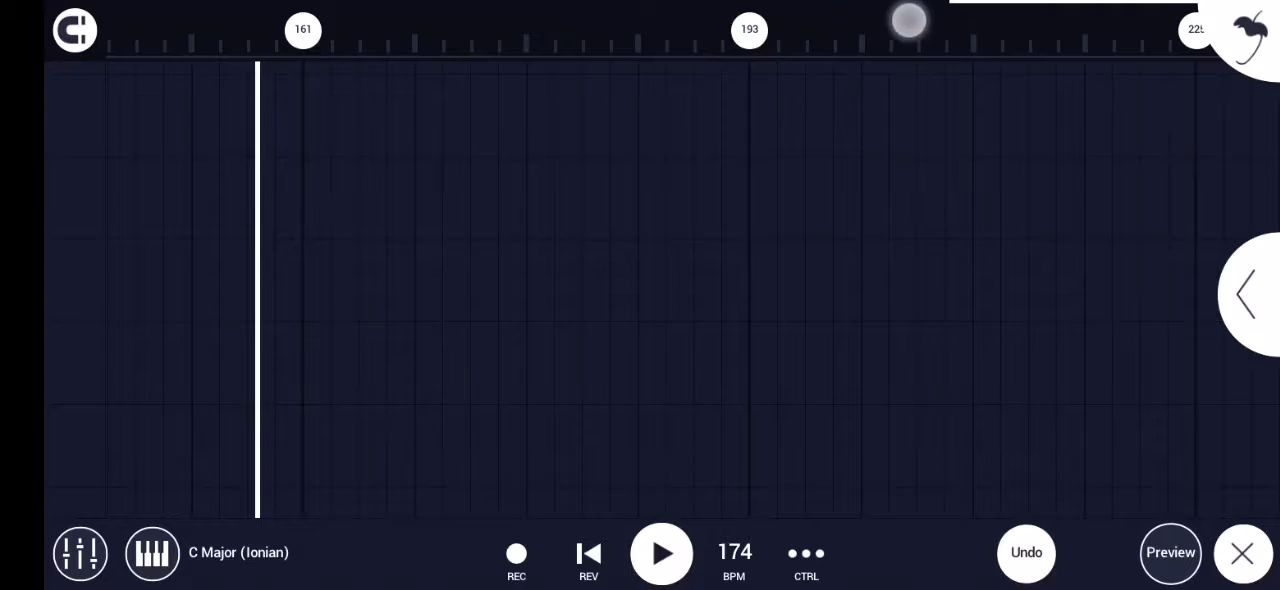 161
193
C Major (Ionian)
REC
REV
174
BPM
CTRL
Undo
Preview